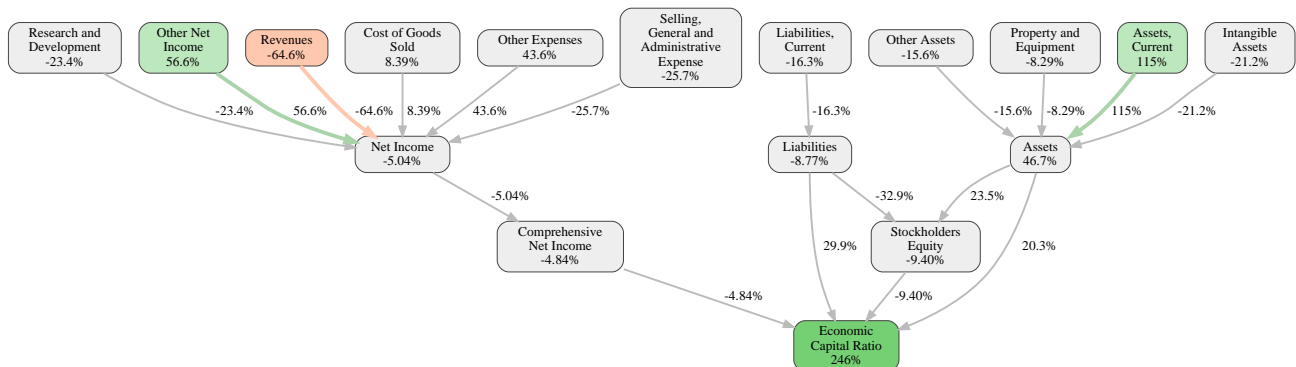 Research and
Development
-23.4%
Other Net
Income
56.6%
Revenues
-64.6%
Cost of Goods
Sold
8.39%
Other Expenses
43.6%
Selling,
General and
Administrative
Expense
-25.7%
Liabilities,
Current
-16.3%
Other Assets
-15.6%
Property and
Equipment
-8.29%
Assets,
Current
115%
Intangible
Assets
-21.2%
-23.4%
56.6%
-64.6%
8.39%
43.6%
-25.7%
-16.3%
-15.6%
-8.29%
115%
-21.2%
Net Income
-5.04%
Liabilities
-8.77%
Assets
46.7%
-5.04%
-32.9%
23.5%
Comprehensive
Net Income
-4.84%
29.9%
Stockholders
Equity
-9.40%
20.3%
-4.84%
-9.40%
Economic
Capital Ratio
246%